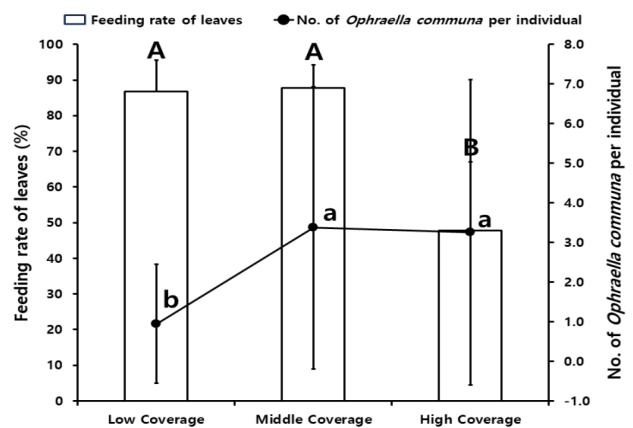 Feeding rate of leaves
No. of Ophraella communa per individual
Feeding rate of leaves (%)
100
90
80
70
60
50
40
30
20
10
0
A
A
B
b
a
a
8.0
7.0
6.0
5.0
4.0
3.0
2.0
1.0
0.0
-1.0
No. of Ophraella communa per individual
Low Coverage
Middle Coverage
High Coverage